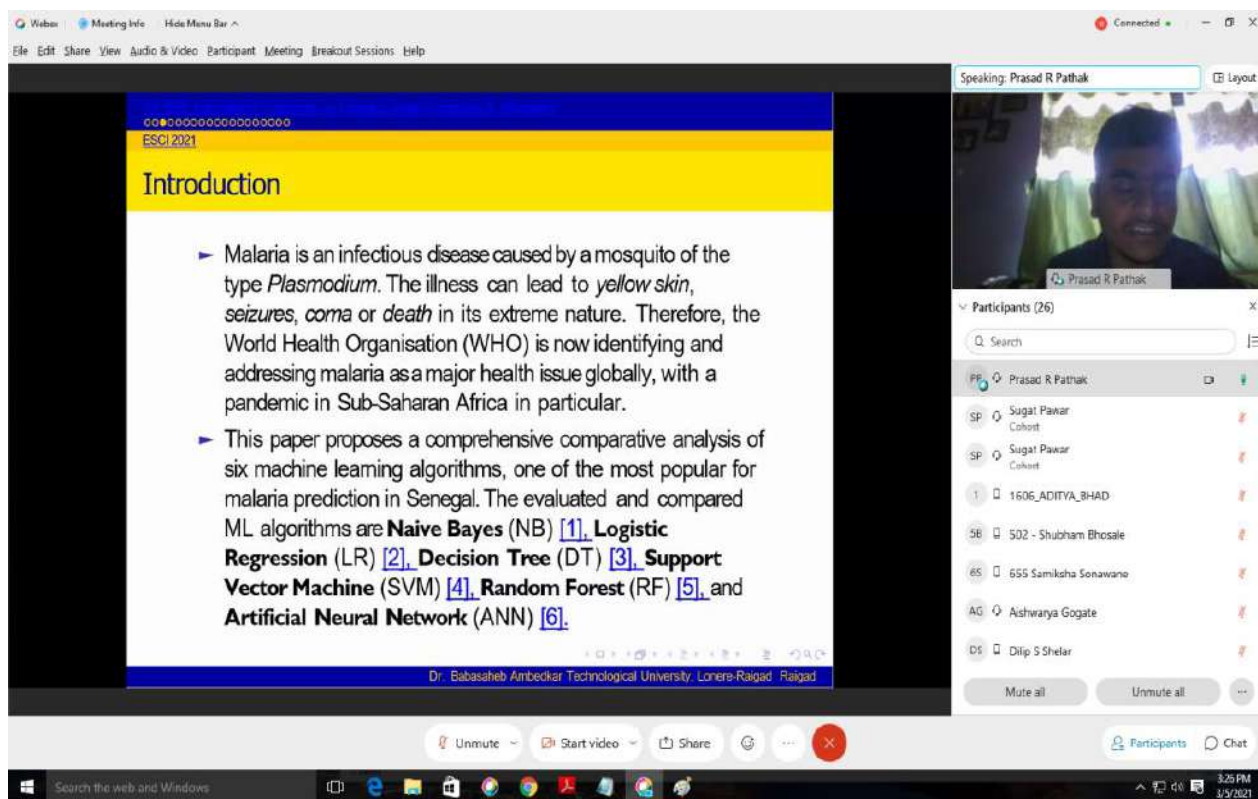 Webex Meeting Info Hide Menu Bar
Connected
File Edit Share View Audio & Video Participant Meeting Breakout Sessions Help
Speaking: Prasad R Pathak
Layout
ESCI 2021
Introduction
Malaria is an infectious disease caused by a mosquito of the
type Plasmodium. The illness can lead to yellow skin,
seizures, coma or death in its extreme nature. Therefore, the
World Health Organisation (WHO) is now identifying and
addressing malaria as a major health issue globally, with a
pandemic in Sub-Saharan Africa in particular.
This paper proposes a comprehensive comparative analysis of
six machine learning algorithms, one of the most popular for
malaria prediction in Senegal. The evaluated and compared
ML algorithms are Naive Bayes (NB) [1], Logistic
Regression (LR) [2], Decision Tree (DT) [3], Support
Vector Machine (SVM) [4], Random Forest (RF) [5], and
Artificial Neural Network (ANN) [6].
Dr. Babasaheb Ambedkar Technological University, Lonere-Raigad Raigad
Prasad R Pathak
Participants (26)
Search
PP Prasad R Pathak
SP Sugat Pawar
Cohost
SP Sugat Pawar
Cohost
1 1606_ADITYA_BHAD
5B 502 - Shubham Bhosale
6S 655 Samiksha Sonawane
AG Aishwarya Gogate
DS Dilip S Shelar
Mute all Unmute all
Unmute Start video Share
Participants Chat
Search the web and Windows
3:25 PM
3/5/2021